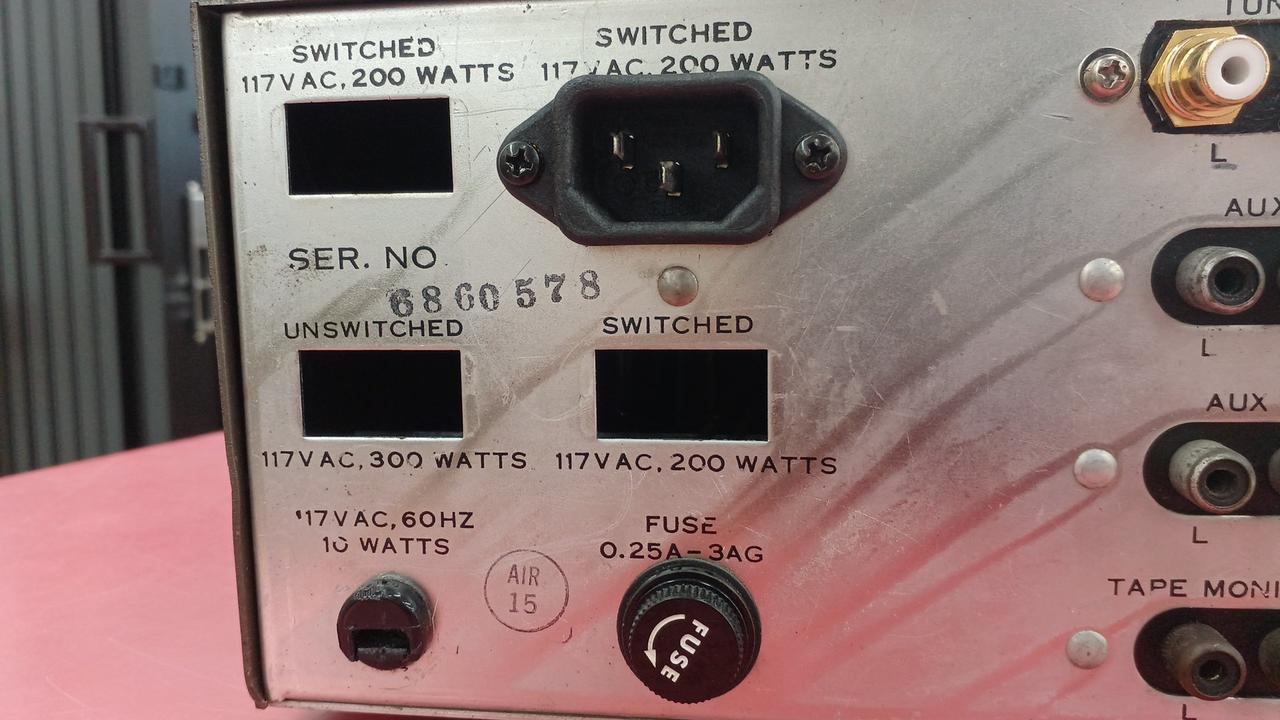 SWITCHED
117VAC, 200 WATTS
SWITCHED
117VAC, 200 WATTS
L
AUX
L
SER. NO
6860578
UNSWITCHED
SWITCHED
117VAC, 300 WATTS
117VAC, 200 WATTS
AUX
L
117VAC, 60HZ
10 WATTS
AIR
15
FUSE
0.25A-3AG
FUSE
TAPE MONI
L